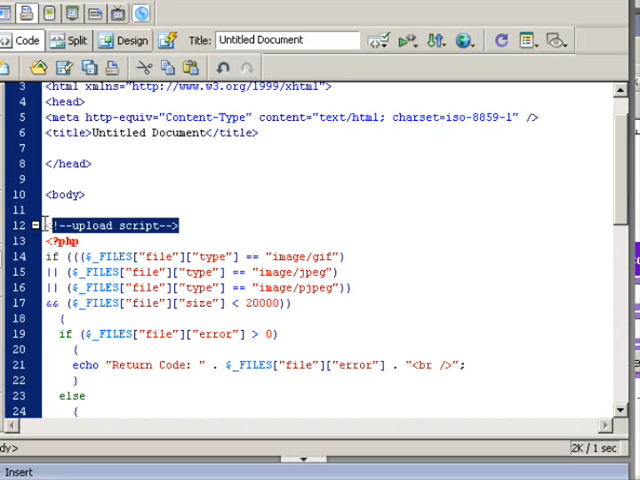 Code Split Design Title: Untitled Document
3 <html xmlns="http://www.w3.org/1999/xhtml">
4 <head>
5 <meta http-equiv="Content-Type" content="text/html; charset=iso-8859-1" />
6 <title>Untitled Document</title>
7
8 </head>
9
10 <body>
11
12 <!--upload script-->
13 <?php
14 if ((($_FILES["file"]["type"] == "image/gif")
15 || ($_FILES["file"]["type"] == "image/jpeg")
16 || ($_FILES["file"]["type"] == "image/pjpeg"))
17 && ($_FILES["file"]["size"] < 20000))
18 {
19 if ($_FILES["file"]["error"] > 0)
20 {
21 echo "Return Code: " . $_FILES["file"]["error"] . "<br />";
22 }
23 else
24 {
dy> 2K / 1 sec
Insert